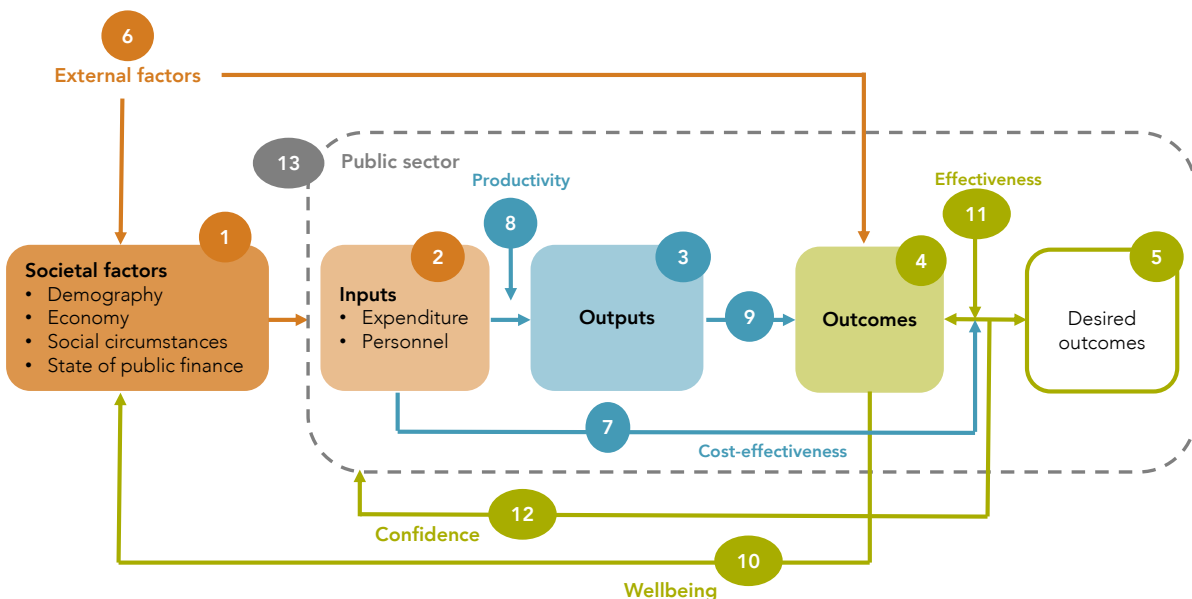 6
External factors
13
Public sector
Productivity
Effectiveness
8
11
1
2
3
4
5
Societal factors
• Demography
• Economy
• Social circumstances
• State of public finance
Inputs
• Expenditure
• Personnel
Outputs
9
Outcomes
Desired
outcomes
7
Cost-effectiveness
12
Confidence
10
Wellbeing